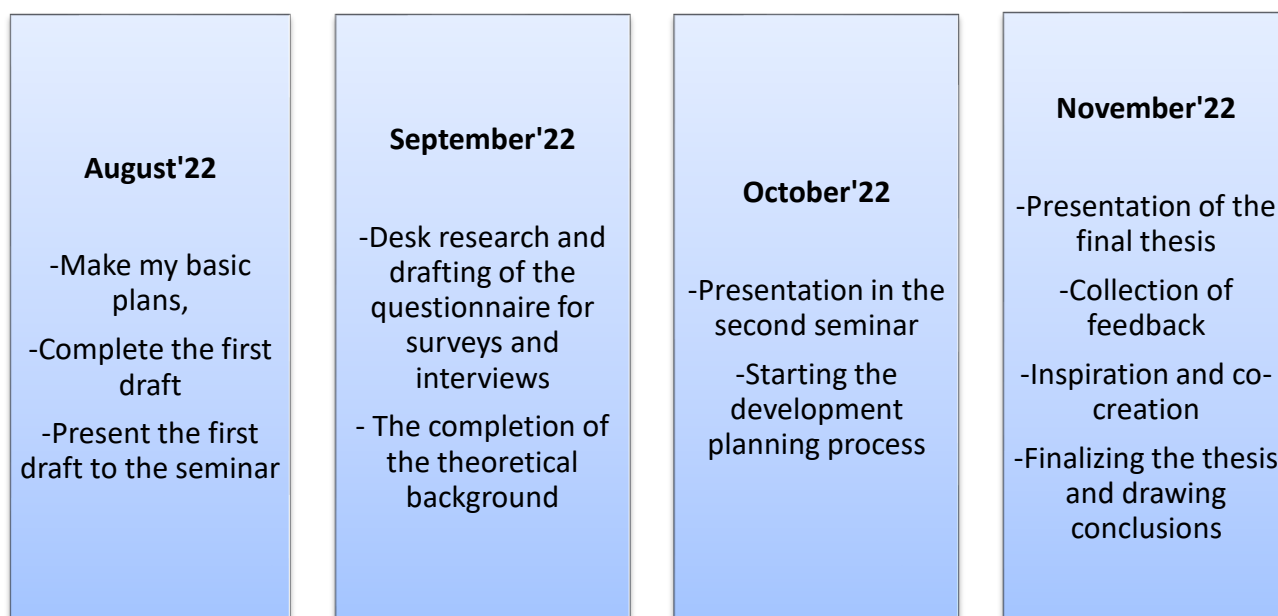 August'22
-Make my basic
plans,
-Complete the first
draft
-Present the first
draft to the seminar
September'22
-Desk research and
drafting of the
questionnaire for
surveys and
interviews
- The completion of
the theoretical
background
October'22
-Presentation in the
second seminar
-Starting the
development
planning process
November'22
-Presentation of the
final thesis
-Collection of
feedback
-Inspiration and co-
creation
-Finalizing the thesis
and drawing
conclusions